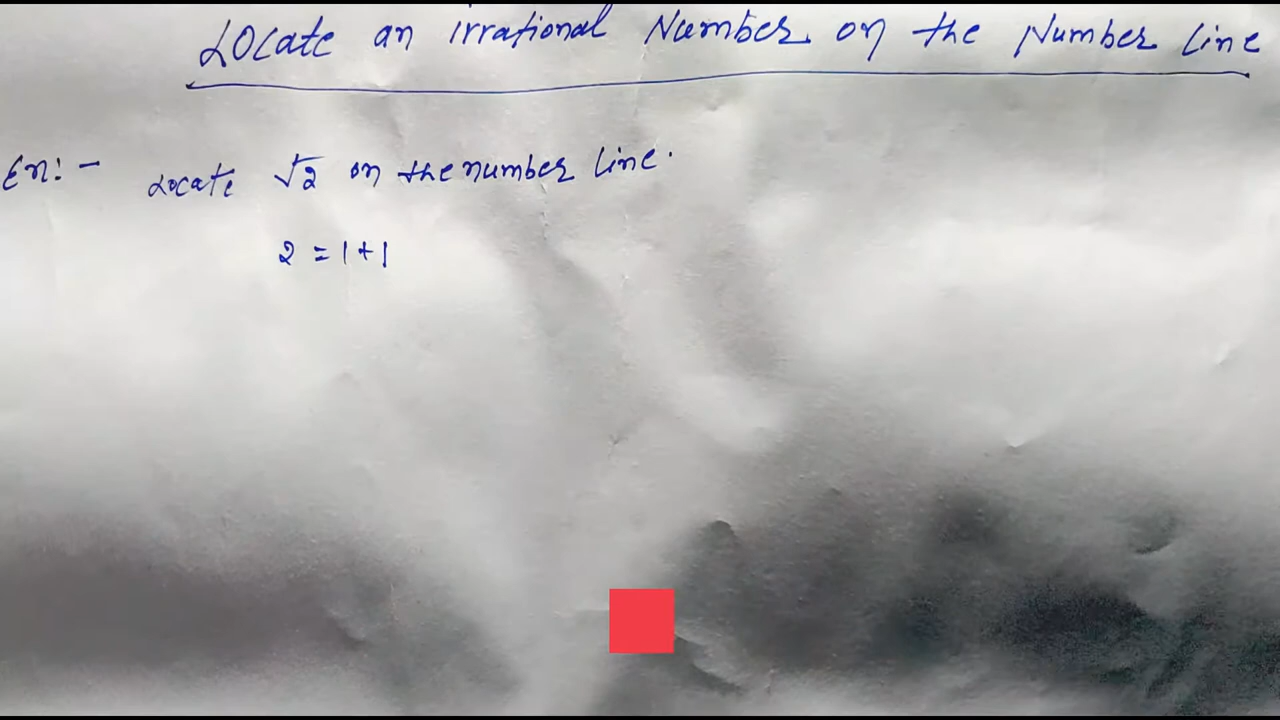 Locate an irrational Number on the Number Line
Ex:- Locate √2 on the number line.
2 = 1+1